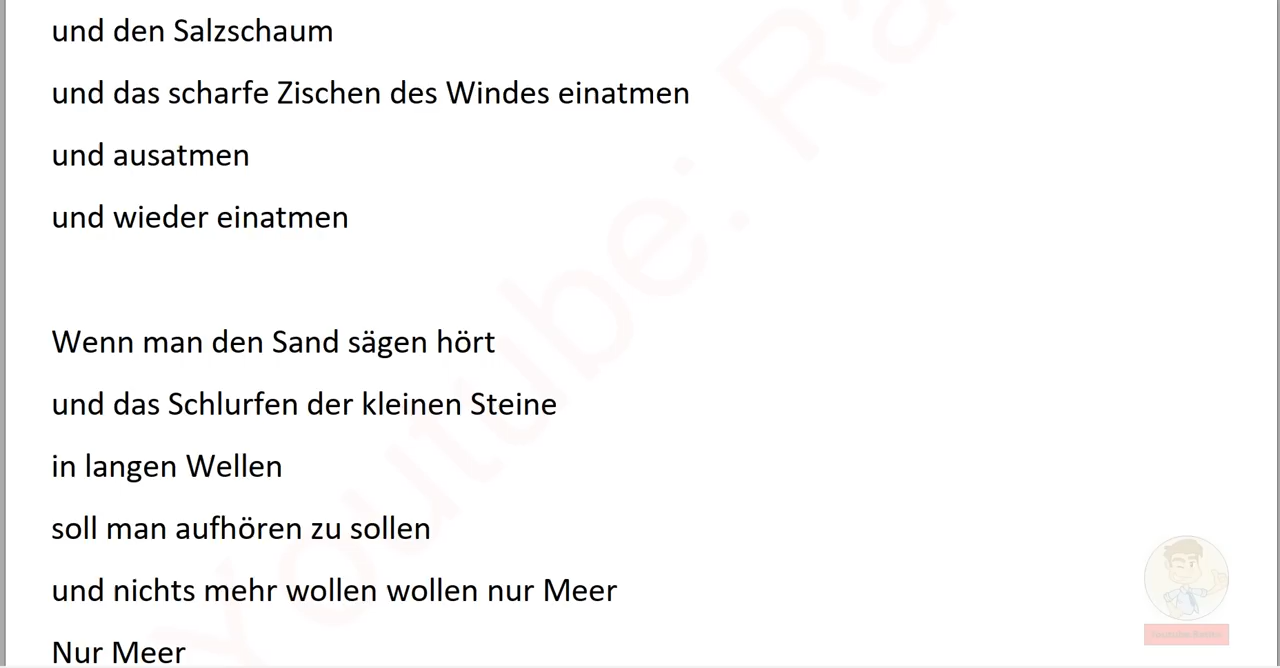 und den Salzschaum
und das scharfe Zischen des Windes einatmen
und ausatmen
und wieder einatmen
Wenn man den Sand sägen hört
und das Schlurfen der kleinen Steine
in langen Wellen
soll man aufhören zu sollen
und nichts mehr wollen wollen nur Meer
Nur Meer
Youtube: Ra